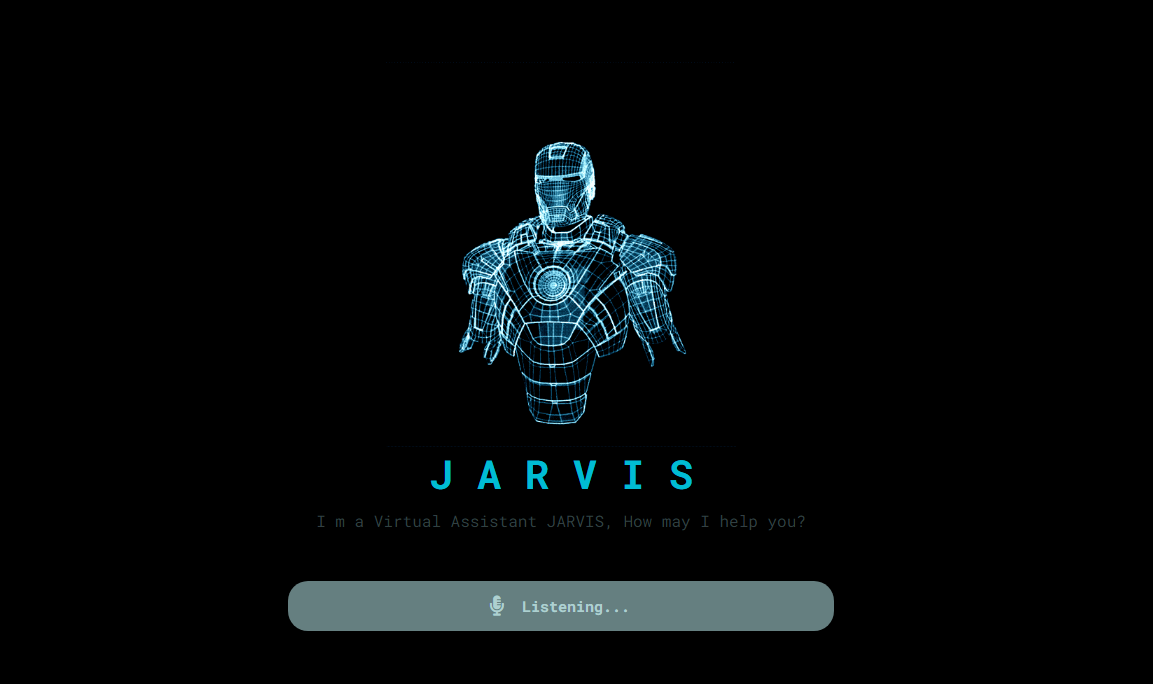 J A R V I S
I m a Virtual Assistant JARVIS, How may I help you?
Listening...